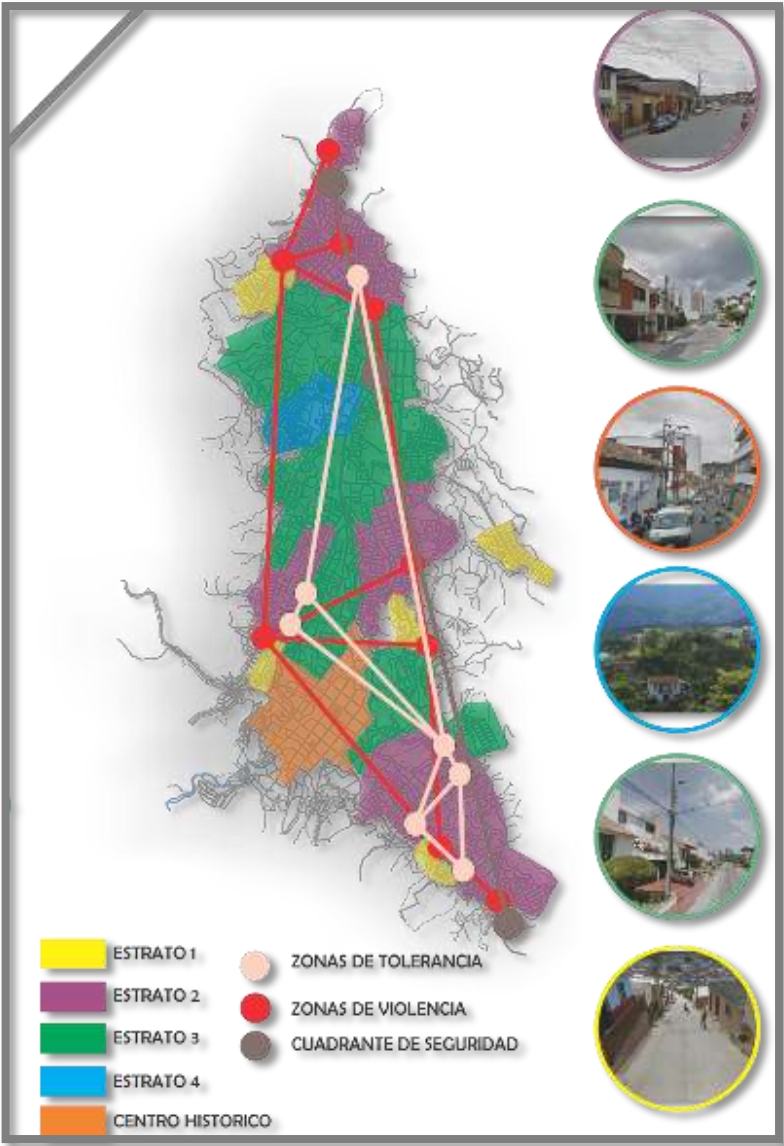 ESTRATO 1
ESTRATO 2
ESTRATO 3
ESTRATO 4
CENTRO HISTORICO
ZONAS DE TOLERANCIA
ZONAS DE VIOLENCIA
CUADRANTE DE SEGURIDAD